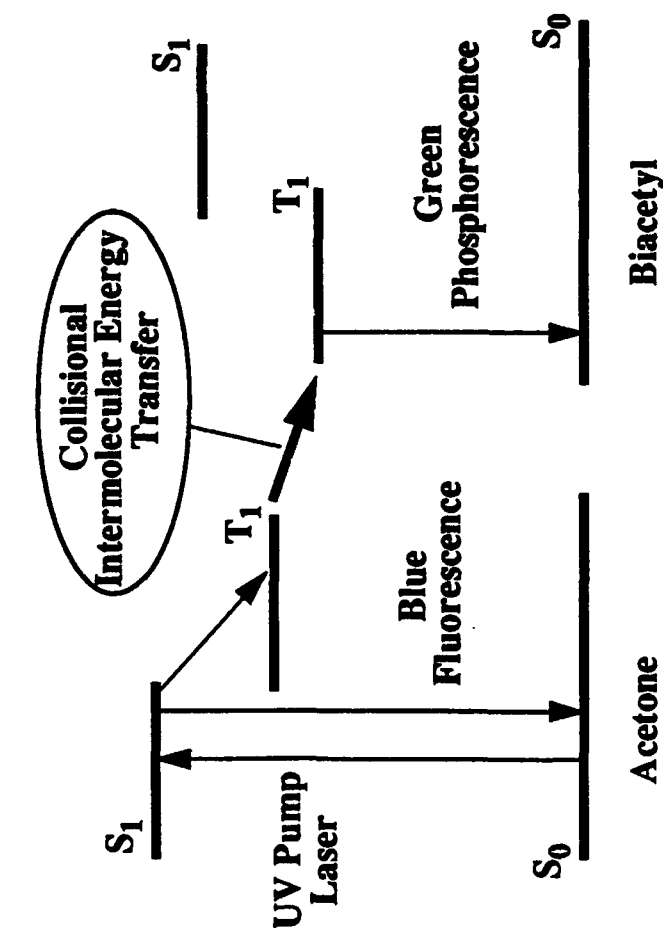 Collisional
Intermolecular Energy
Transfer
S1
S1
T1
T1
UV Pump
Laser
Blue
Fluorescence
Green
Phosphorescence
S0
S0
Acetone
Biacetyl